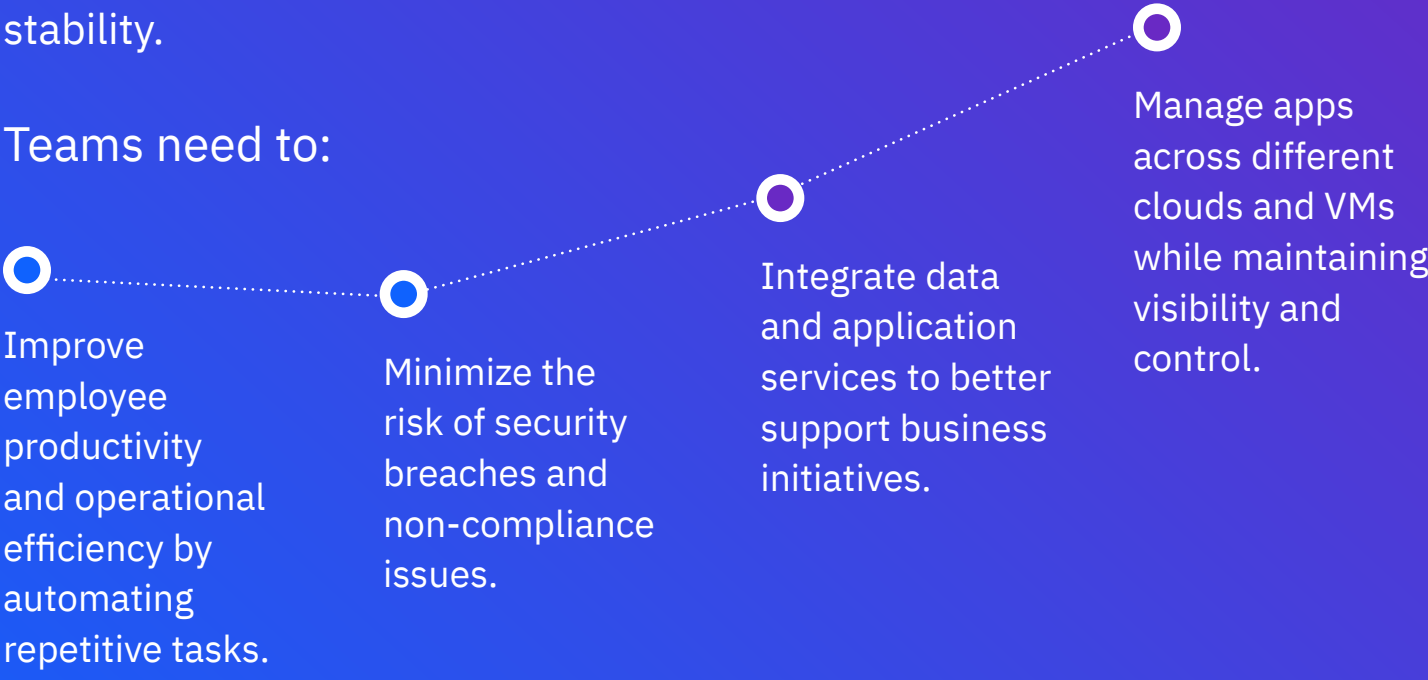 stability.
Teams need to:
Improve
employee
productivity
and operational
efficiency by
automating
repetitive tasks.
Minimize the
risk of security
breaches and
non-compliance
issues.
Integrate data
and application
services to better
support business
initiatives.
Manage apps
across different
clouds and VMs
while maintaining
visibility and
control.